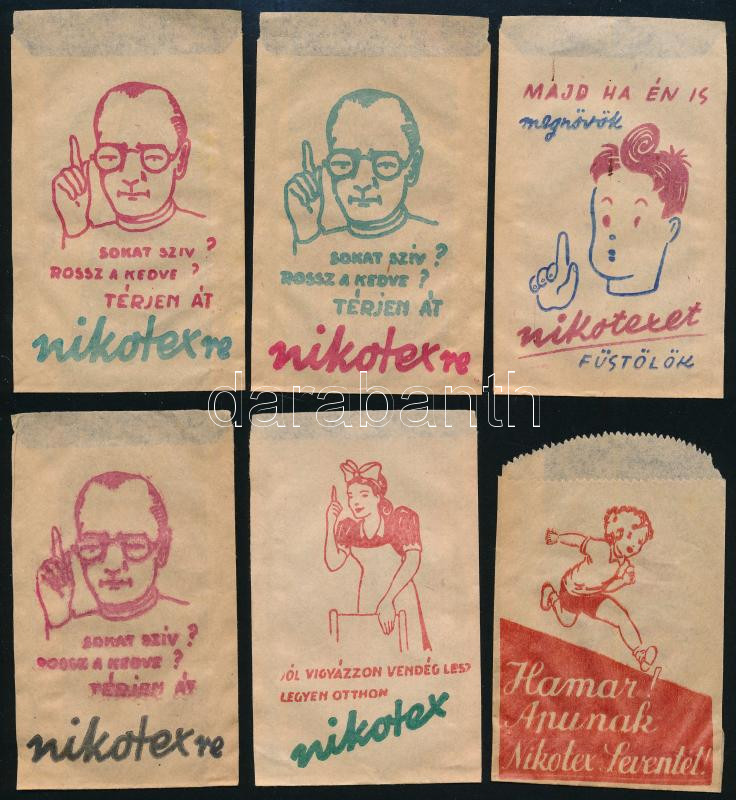 SOKAT SZIV?
ROSSZ A KEDVE?
TÉRJEN ÁT
nikotexre
SOKAT SZIV?
ROSSZ A KEDVE?
TÉRJEN ÁT
nikotexre
MAJD HA ÉN IS
megnövök
nikotexet
FÜSTÖLÖK
darabanth
SOKAT SZIV?
ROSSZ A KEDVE?
TÉRJEN ÁT
nikotexre
JÓL VIGYÁZZON VENDÉG LESZ
LEGYEN OTTHON
nikotex
Hamar!
Apunak
Nikotex Leventét!